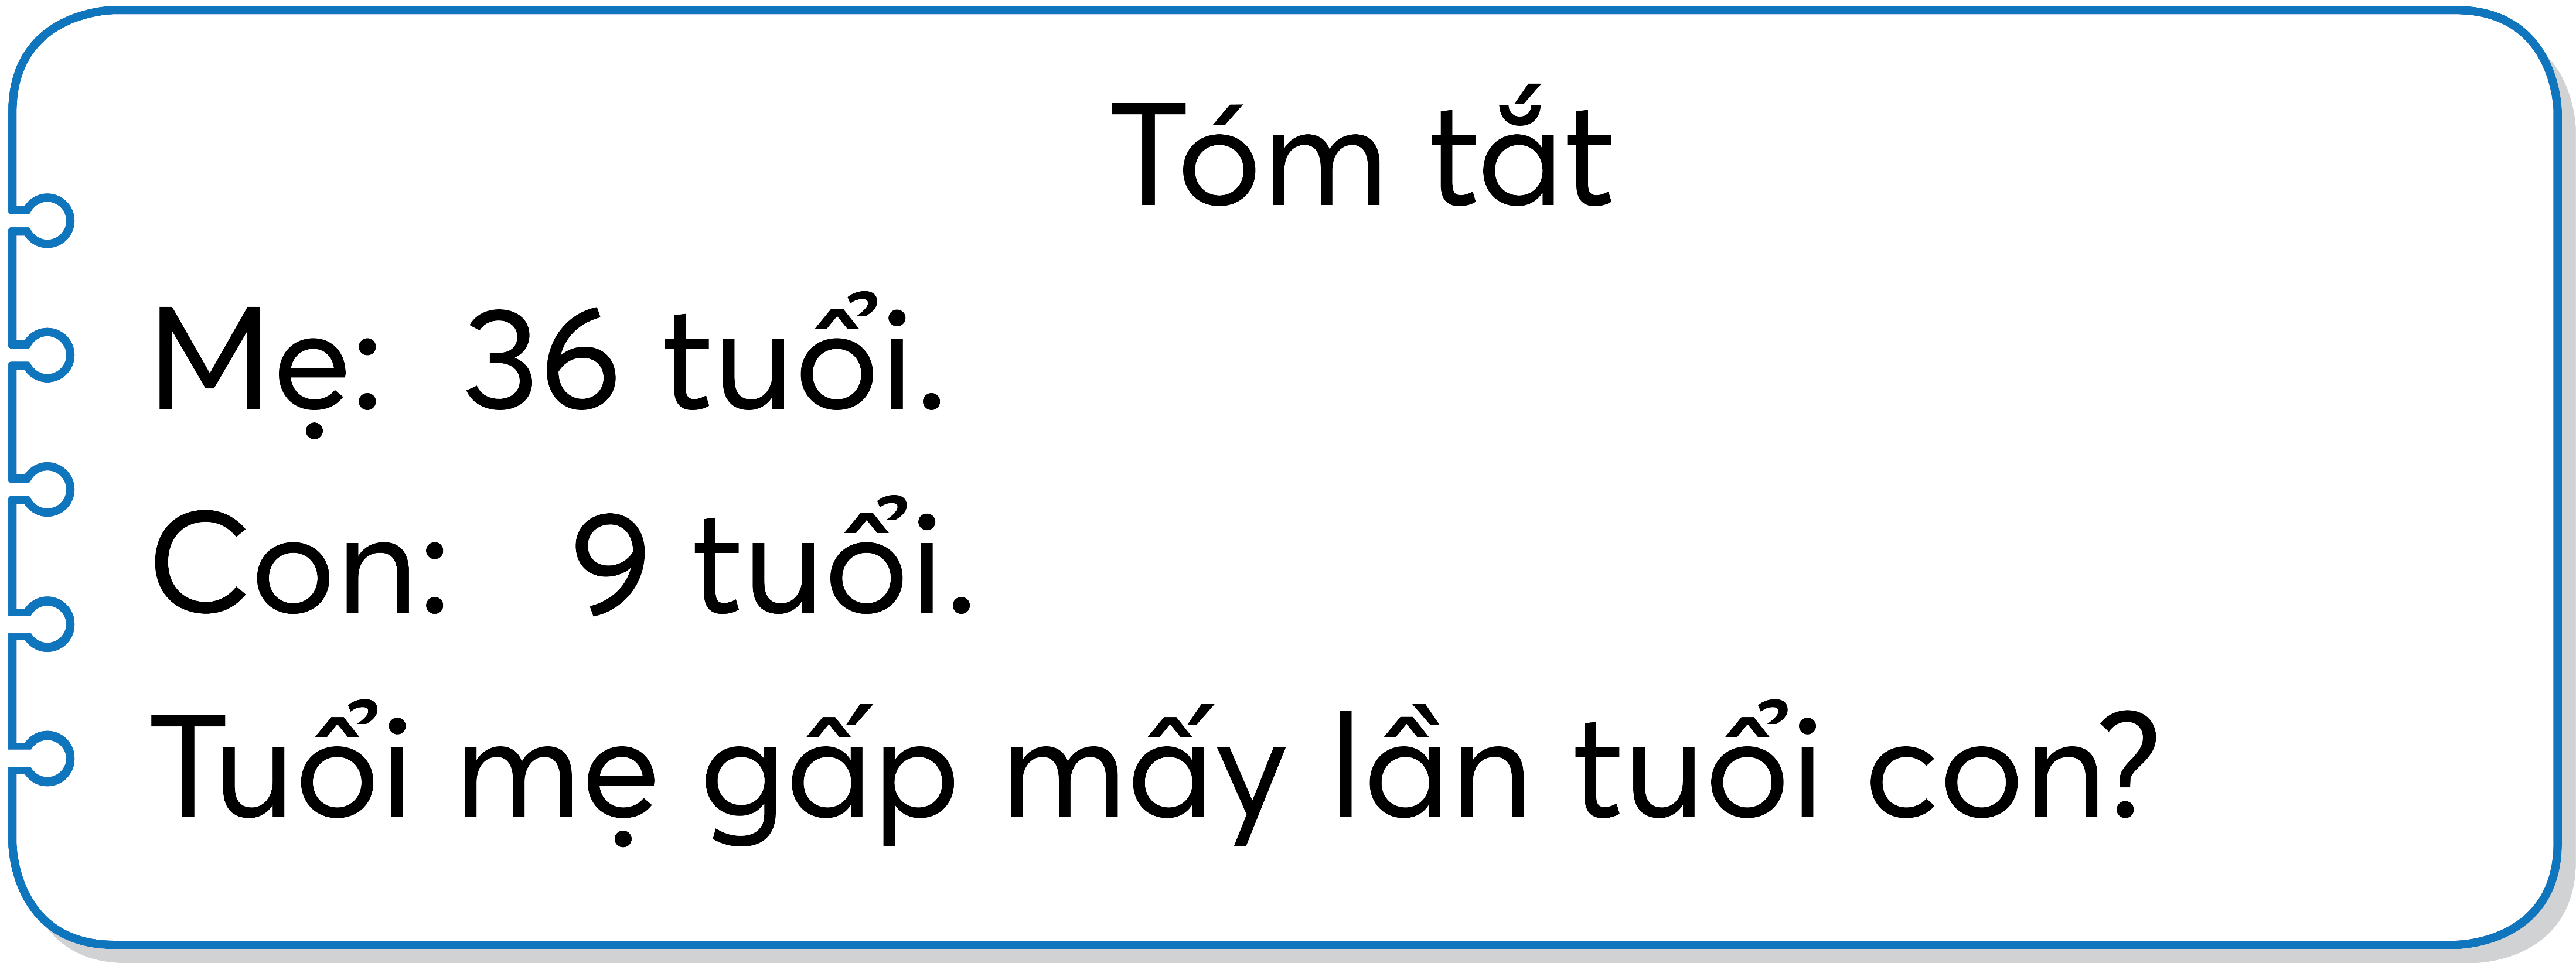 Tóm tắt
Mẹ: 36 tuổi.
Con: 9 tuổi.
Tuổi mẹ gấp mấy lần tuổi con?